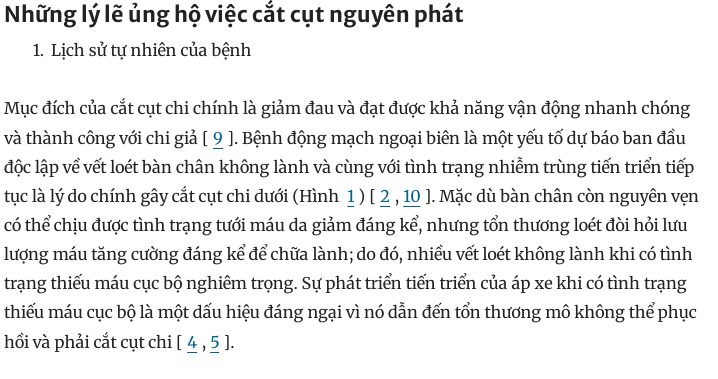 Những lý lẽ ủng hộ việc cắt cụt nguyên phát
1. Lịch sử tự nhiên của bệnh
Mục đích của cắt cụt chi chính là giảm đau và đạt được khả năng vận động nhanh chóng
và thành công với chi giả [ 9 ]. Bệnh động mạch ngoại biên là một yếu tố dự báo ban đầu
độc lập về vết loét bàn chân không lành và cùng với tình trạng nhiễm trùng tiến triển tiếp
tục là lý do chính gây cắt cụt chi dưới (Hình 1 ) [ 2 , 10 ]. Mặc dù bàn chân còn nguyên vẹn
có thể chịu được tình trạng tưới máu da giảm đáng kể, nhưng tổn thương loét đòi hỏi lưu
lượng máu tăng cường đáng kể để chữa lành; do đó, nhiều vết loét không lành khi có tình
trạng thiếu máu cục bộ nghiêm trọng. Sự phát triển tiến triển của áp xe khi có tình trạng
thiếu máu cục bộ là một dấu hiệu đáng ngại vì nó dẫn đến tổn thương mô không thể phục
hồi và phải cắt cụt chi [ 4 , 5 ].